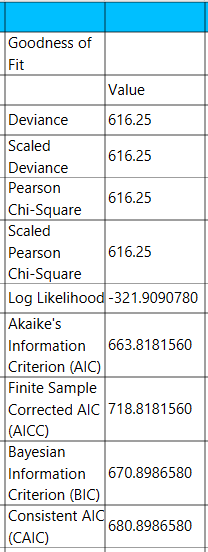 Goodness of
Fit
Value
Deviance 616.25
Scaled
Deviance 616.25
Pearson
Chi-Square 616.25
Scaled
Pearson
Chi-Square 616.25
Log Likelihood -321.9090780
Akaike's
Information
Criterion (AIC) 663.8181560
Finite Sample
Corrected AIC
(AICC) 718.8181560
Bayesian
Information
Criterion (BIC) 670.8986580
Consistent AIC
(CAIC) 680.8986580